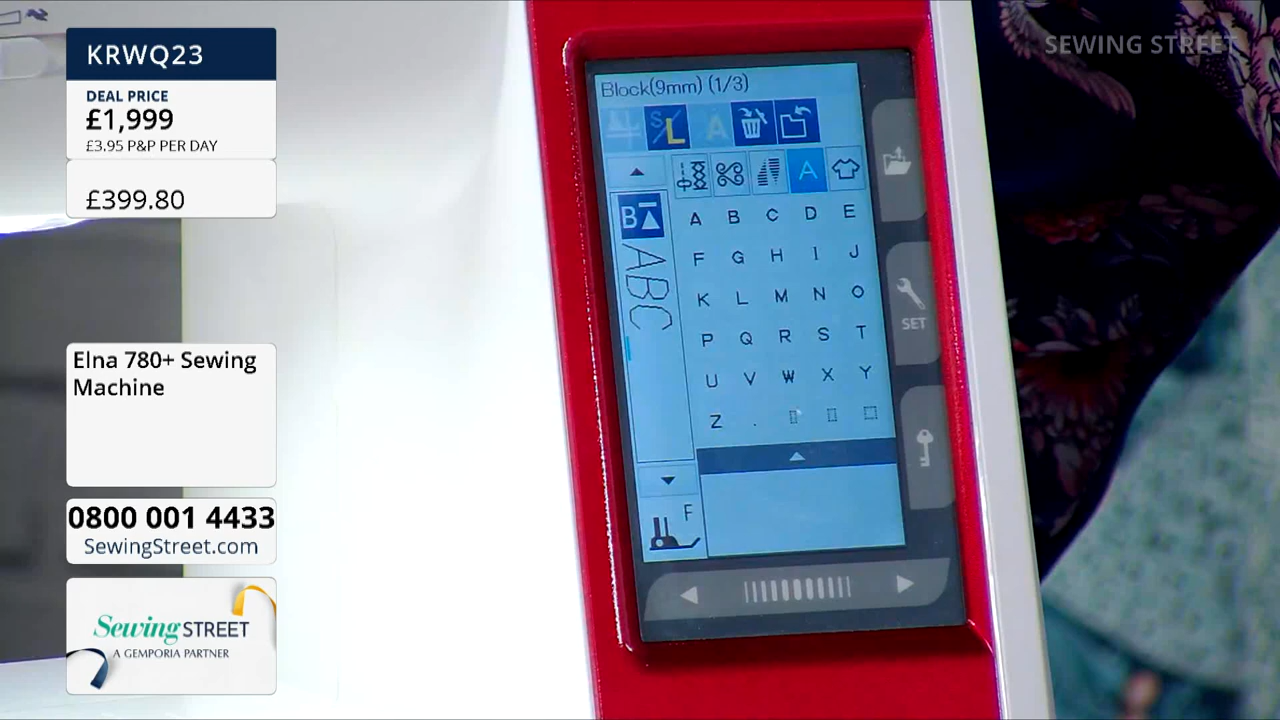 KRWQ23
DEAL PRICE
£1,999
£3.95 P&P PER DAY
£399.80
Elna 780+ Sewing
Machine
0800 001 4433
SewingStreet.com
Sewing STREET
A GEMPORIA PARTNER
SEWING STREET
Block(9mm) (1/3)
S/L A
A
B
ABC
A B C D E
F G H I J
K L M N O
P Q R S T
U V W X Y
Z .
F
SET